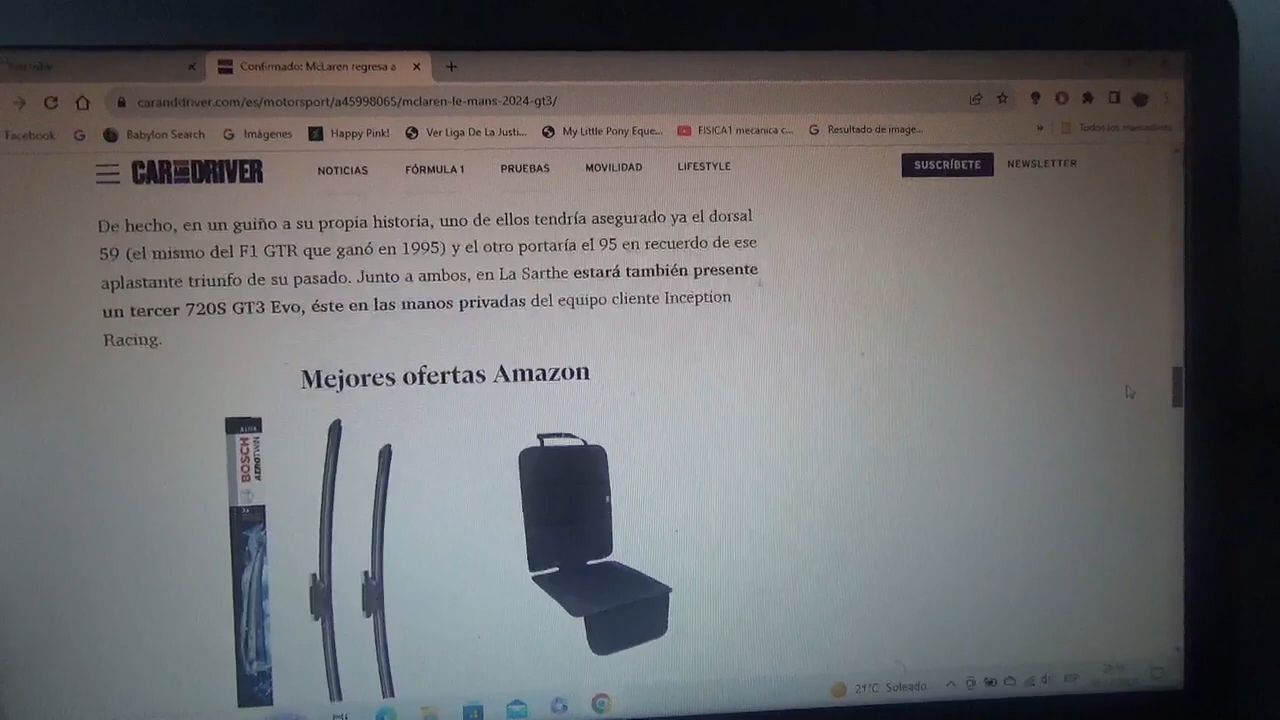 Confirmado: McLaren regresa a
caranddriver.com/es/motorsport/a45998065/mclaren-le-mans-2024-gt3/
Facebook
Babylon Search
Imágenes
Happy Pink!
Ver Liga De La Justi...
My Little Pony Eque...
FISICA1 mecanica c...
Resultado de image...
»
Todos los marcadores
CAR AND DRIVER
NOTICIAS
FÓRMULA 1
PRUEBAS
MOVILIDAD
LIFESTYLE
SUSCRÍBETE
NEWSLETTER
De hecho, en un guiño a su propia historia, uno de ellos tendría asegurado ya el dorsal
59 (el mismo del F1 GTR que ganó en 1995) y el otro portaría el 95 en recuerdo de ese
aplastante triunfo de su pasado. Junto a ambos, en La Sarthe estará también presente
un tercer 720S GT3 Evo, éste en las manos privadas del equipo cliente Inception
Racing.
Mejores ofertas Amazon
BOSCH
AEROTWIN
21°C Soleado
ESP